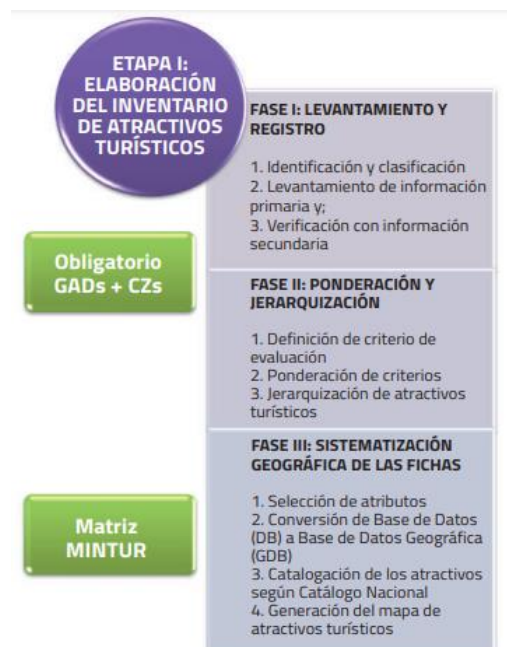 ETAPA I:
ELABORACIÓN
DEL INVENTARIO
DE ATRACTIVOS
TURÍSTICOS
FASE I: LEVANTAMIENTO Y
REGISTRO
1. Identificación y clasificación
2. Levantamiento de información
primaria y;
3. Verificación con información
secundaria
Obligatorio
GADs + CZs
FASE II: PONDERACIÓN Y
JERARQUIZACIÓN
1. Definición de criterio de
evaluación
2. Ponderación de criterios
3. Jerarquización de atractivos
turísticos
FASE III: SISTEMATIZACIÓN
GEOGRÁFICA DE LAS FICHAS
1. Selección de atributos
2. Conversión de Base de Datos
(DB) a Base de Datos Geográfica
(GDB)
3. Catalogación de los atractivos
según Catálogo Nacional
4. Generación del mapa de
atractivos turísticos
Matriz
MINTUR